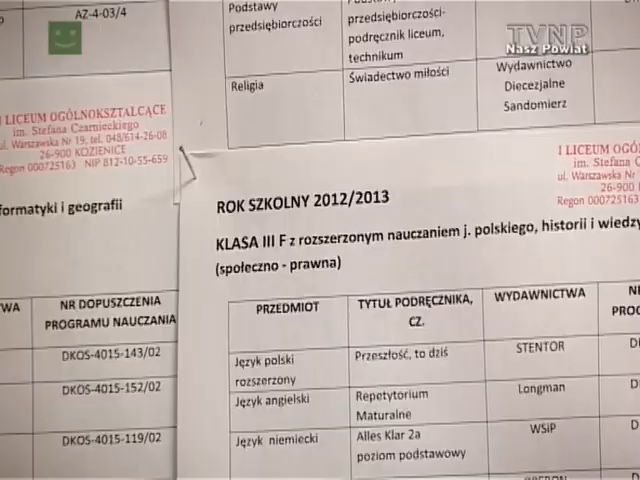 AZ-4-03/4
Podstawy
przedsiębiorczości
przedsiębiorczości-
podręcznik liceum,
technikum
Religia
Świadectwo miłości
Wydawnictwo
Diecezjalne
Sandomierz
TVNP
Nasz Powiat
I LICEUM OGÓLNOKSZTAŁCĄCE
im. Stefana Czarnieckiego
ul. Warszawska Nr 19, tel. 048/614-26-08
26-900 KOZIENICE
Regon 000725163 NIP 812-10-55-659
formatyki i geografii
WA
NR DOPUSZCZENIA
PROGRAMU NAUCZANIA
DKOS-4015-143/02
DKOS-4015-152/02
DKOS-4015-119/02
I LICEUM OGÓ
im. Stefana C
ul. Warszawska Nr
26-900
Regon 000725163
ROK SZKOLNY 2012/2013
KLASA III F z rozszerzonym nauczaniem j. polskiego, historii i wiedzy
(społeczno - prawna)
PRZEDMIOT
TYTUŁ PODRĘCZNIKA,
CZ.
WYDAWNICTWA
PROG
Język polski
rozszerzony
Przeszłość, to dziś
STENTOR
Język angielski
Repetytorium
Maturalne
Longman
Język niemiecki
Alles Klar 2a
poziom podstawowy
WSiP